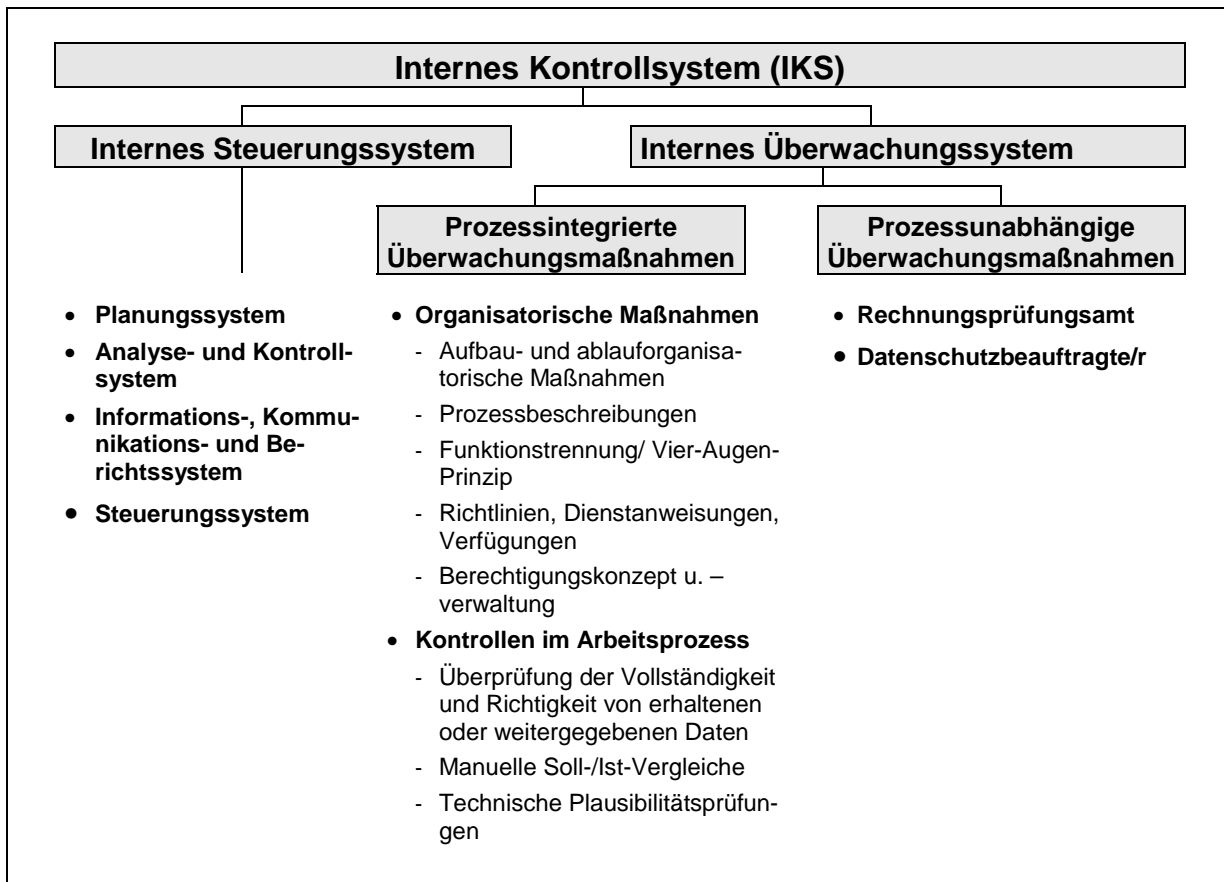 Internes Kontrollsystem (IKS)
Internes Steuerungssystem
Internes Überwachungssystem
Prozessintegrierte
Überwachungsmaßnahmen
Prozessunabhängige
Überwachungsmaßnahmen
• Planungssystem
• Analyse- und Kontroll-
system
• Informations-, Kommu-
nikations- und Be-
richtssystem
• Steuerungssystem
• Organisatorische Maßnahmen
- Aufbau- und ablauforganisa-
torische Maßnahmen
- Prozessbeschreibungen
- Funktionstrennung/ Vier-Augen-
Prinzip
- Richtlinien, Dienstanweisungen,
Verfügungen
- Berechtigungskonzept u. –
verwaltung
• Kontrollen im Arbeitsprozess
- Überprüfung der Vollständigkeit
und Richtigkeit von erhaltenen
oder weitergegebenen Daten
- Manuelle Soll-/Ist-Vergleiche
- Technische Plausibilitätsprüfun-
gen
• Rechnungsprüfungsamt
• Datenschutzbeauftragte/r